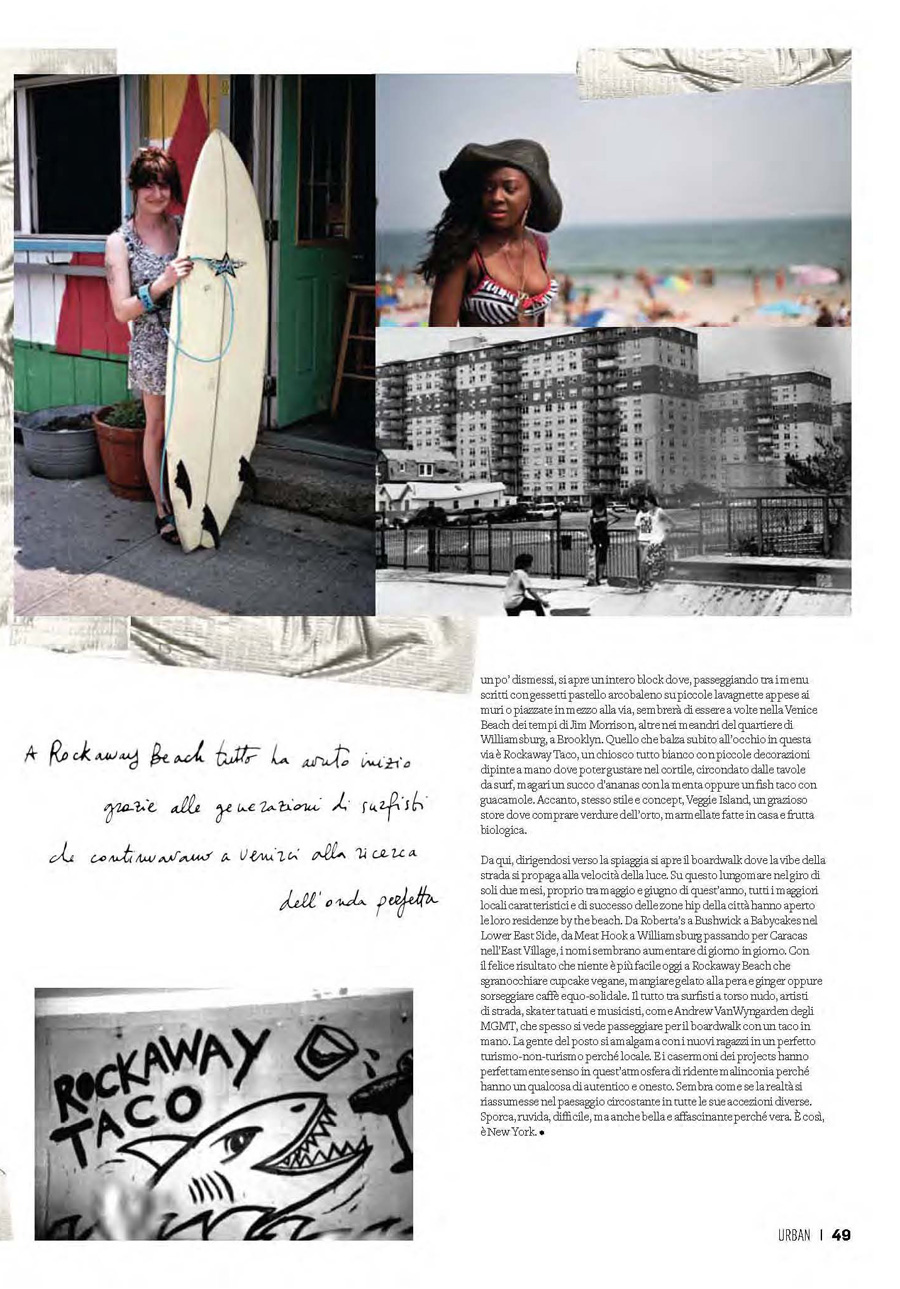 A Rockaway Beach tutto ha avuto inizio
grazie alle generazioni di surfisti
che continuavano a venirci alla ricerca
dell'onda perfetta
ROCKAWAY
TACO
un po' dismessi, si apre un intero block dove, passeggiando tra i menu
scritti con gessetti pastello arcobaleno su piccole lavagnette appese ai
muri o piazzate in mezzo alla via, sembrerà di essere a volte nella Venice
Beach dei tempi di Jim Morrison, altre nei meandri del quartiere di
Williamsburg, a Brooklyn. Quello che balza subito all'occhio in questa
via è Rockaway Taco, un chiosco tutto bianco con piccole decorazioni
dipinte a mano dove poter gustare nel cortile, circondato dalle tavole
da surf, magari un succo d'ananas con la menta oppure un fish taco con
guacamole. Accanto, stesso stile e concept, Veggie Island, un grazioso
store dove comprare verdure dell'orto, marmellate fatte in casa e frutta
biologica.
Da qui, dirigendosi verso la spiaggia si apre il boardwalk dove la vibe della
strada si propaga alla velocità della luce. Su questo lungomare nel giro di
soli due mesi, proprio tra maggio e giugno di quest'anno, tutti i maggiori
locali caratteristici e di successo delle zone hip della città hanno aperto
le loro residenze by the beach. Da Roberta's a Bushwick a Babycakes nel
Lower East Side, da Meat Hook a Williamsburg passando per Caracas
nell'East Village, i nomi sembrano aumentare di giorno in giorno. Con
il felice risultato che niente è più facile oggi a Rockaway Beach che
sgranocchiare cupcake vegane, mangiare gelato alla pera e ginger oppure
sorseggiare caffè equo-solidale. Il tutto tra surfisti a torso nudo, artisti
di strada, skater tatuati e musicisti, come Andrew VanWyngarden degli
MGMT, che spesso si vede passeggiare per il boardwalk con un taco in
mano. La gente del posto si amalgama con i nuovi ragazzi in un perfetto
turismo-non-turismo perché locale. E i casermoni dei projects hanno
perfettamente senso in quest'atmosfera di ridente malinconia perché
hanno un qualcosa di autentico e onesto. Sembra come se la realtà si
riassumesse nel paesaggio circostante in tutte le sue accezioni diverse.
Sporca, ruvida, difficile, ma anche bella e affascinante perché vera. È così,
è New York. ●
URBAN | 49